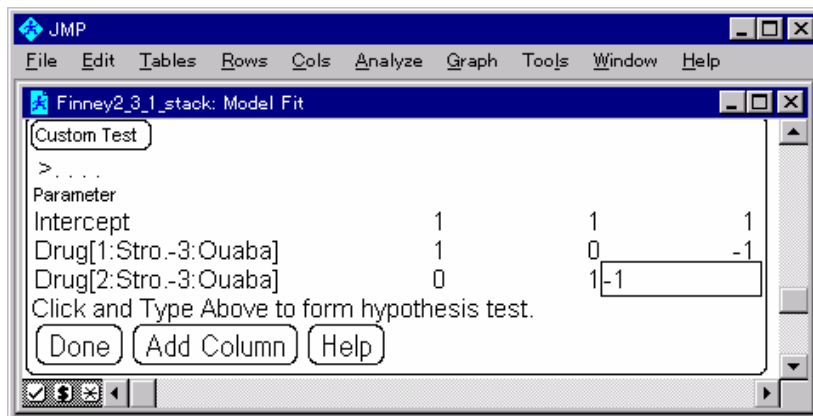 JMP
File Edit Tables Rows Cols Analyze Graph Tools Window Help
Finney2_3_1_stack: Model Fit
Custom Test
>....
Parameter
Intercept 1 1 1
Drug[1:Stro.-3:Ouaba] 1 0 -1
Drug[2:Stro.-3:Ouaba] 0 1 -1
Click and Type Above to form hypothesis test.
Done Add Column Help